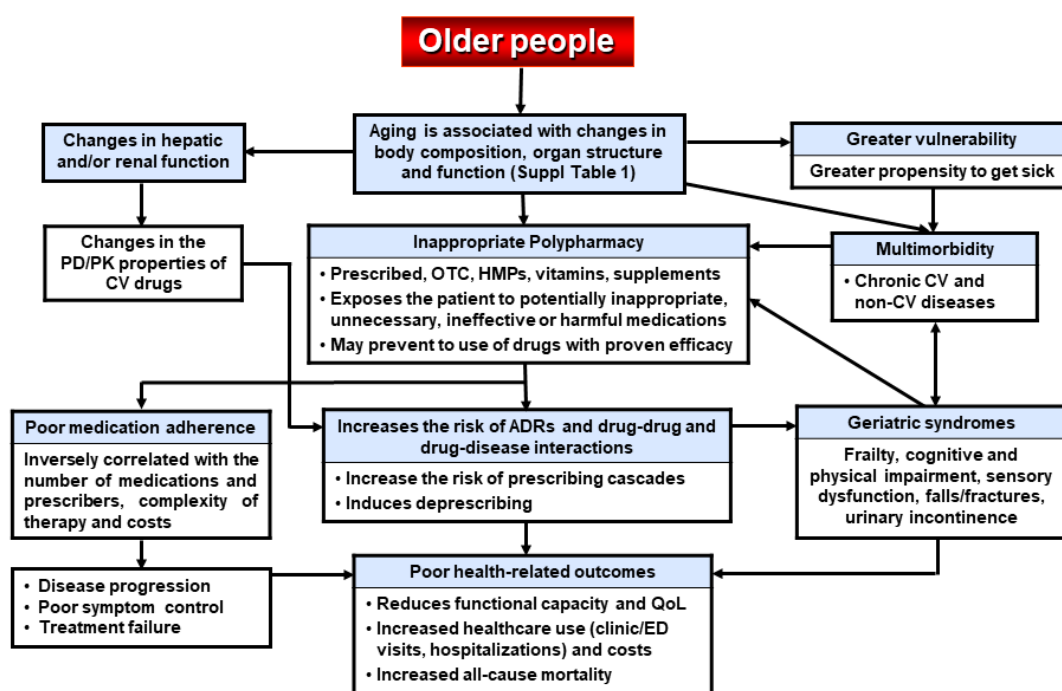 Older people
Changes in hepatic
and/or renal function
Aging is associated with changes in
body composition, organ structure
and function (Suppl Table 1)
Greater vulnerability
Greater propensity to get sick
Changes in the
PD/PK properties of
CV drugs
Inappropriate Polypharmacy
• Prescribed, OTC, HMPs, vitamins, supplements
• Exposes the patient to potentially inappropriate,
unnecessary, ineffective or harmful medications
• May prevent to use of drugs with proven efficacy
Multimorbidity
• Chronic CV and
non-CV diseases
Poor medication adherence
Inversely correlated with the
number of medications and
prescribers, complexity of
therapy and costs
Increases the risk of ADRs and drug-drug and
drug-disease interactions
• Increase the risk of prescribing cascades
• Induces deprescribing
Geriatric syndromes
Frailty, cognitive and
physical impairment, sensory
dysfunction, falls/fractures,
urinary incontinence
• Disease progression
• Poor symptom control
• Treatment failure
Poor health-related outcomes
• Reduces functional capacity and QoL
• Increased healthcare use (clinic/ED
visits, hospitalizations) and costs
• Increased all-cause mortality